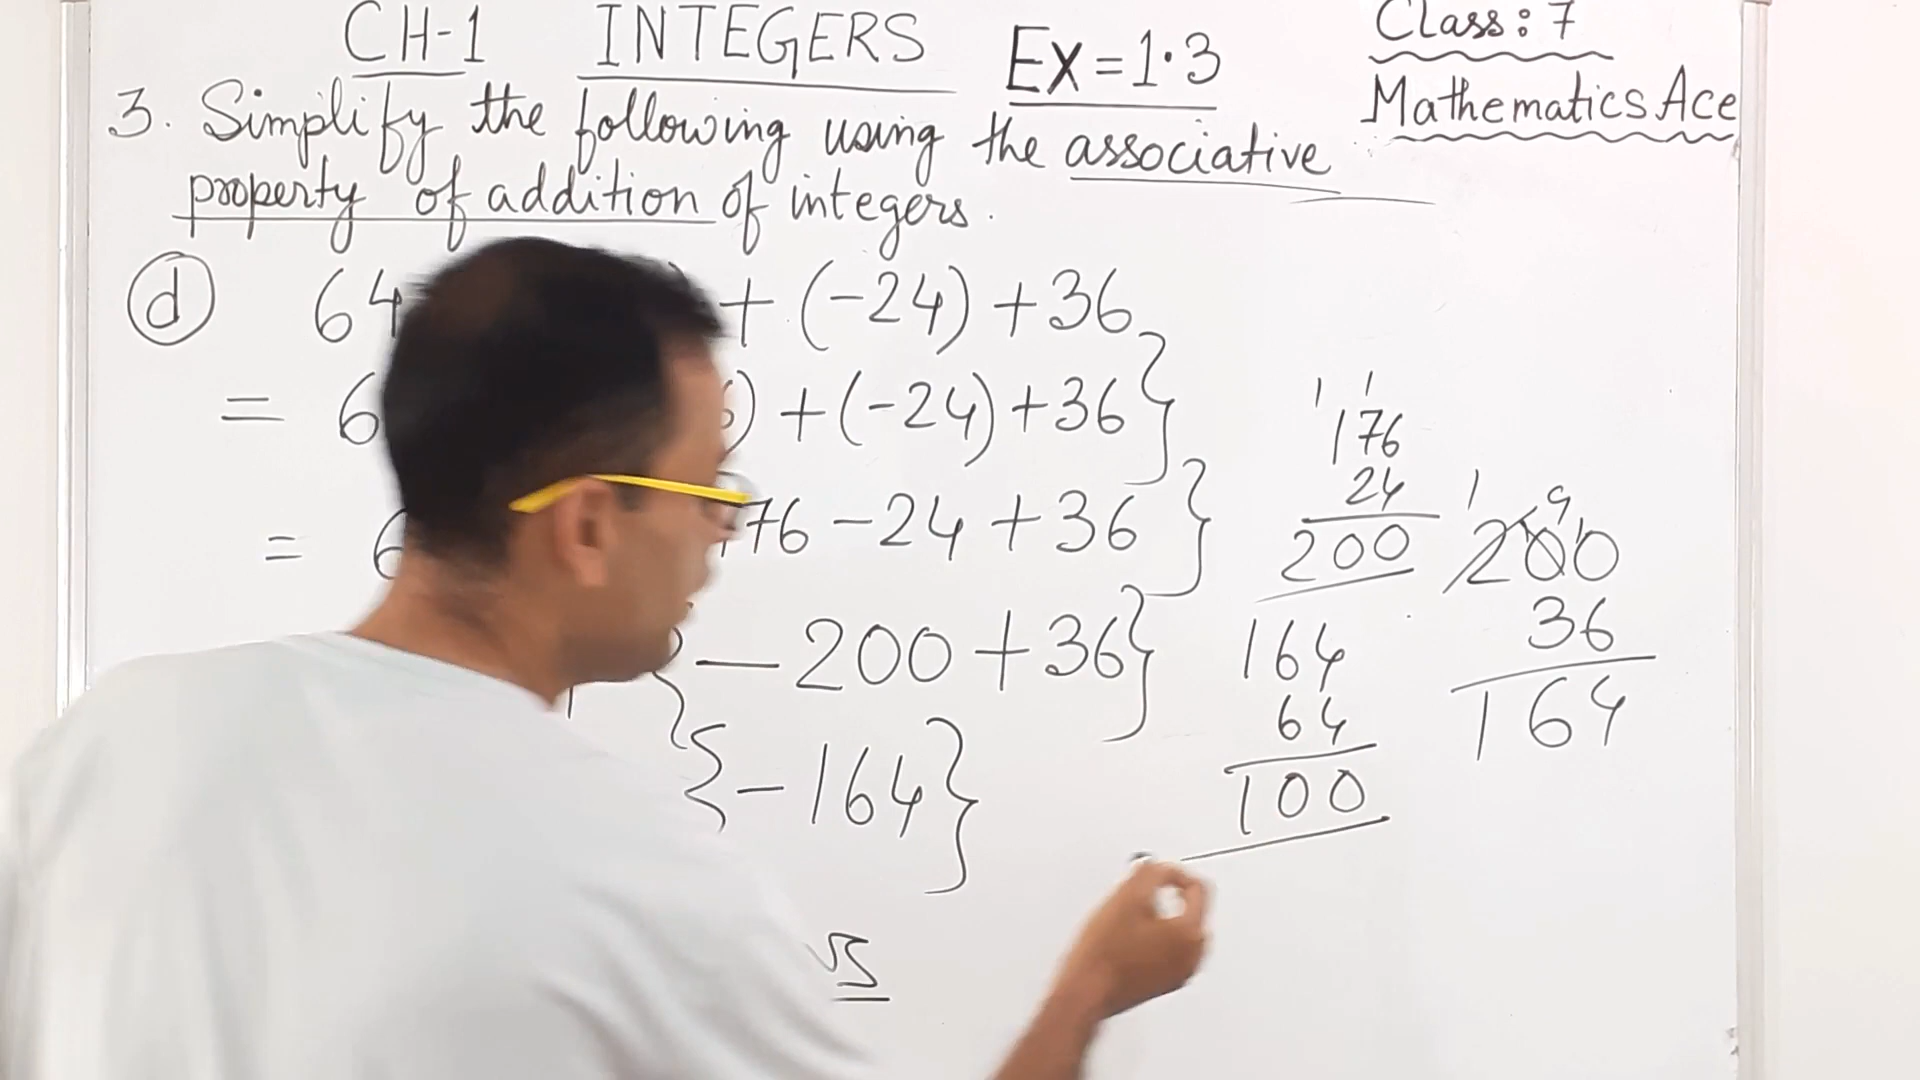 CH-1 INTEGERS Ex=1.3 Class: 7
Mathematics Ace
3. Simplify the following using the associative
property of addition of integers.
(d) 64 + (-24) + 36
= 6 ) + (-24) + 36}
= 6 76 - 24 + 36}
{ - 200 + 36}
{-164}
176
24
200
200
36
164
164
64
100